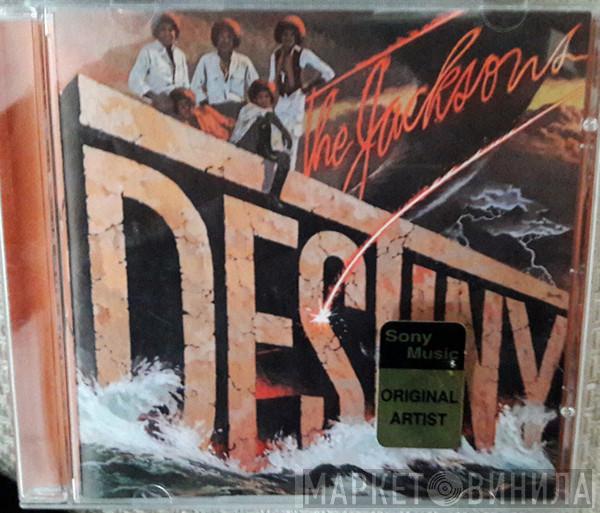 The Jacksons
DESTINY
Sony
Music
ORIGINAL
ARTIST
МАРКЕТ ВИНИЛА